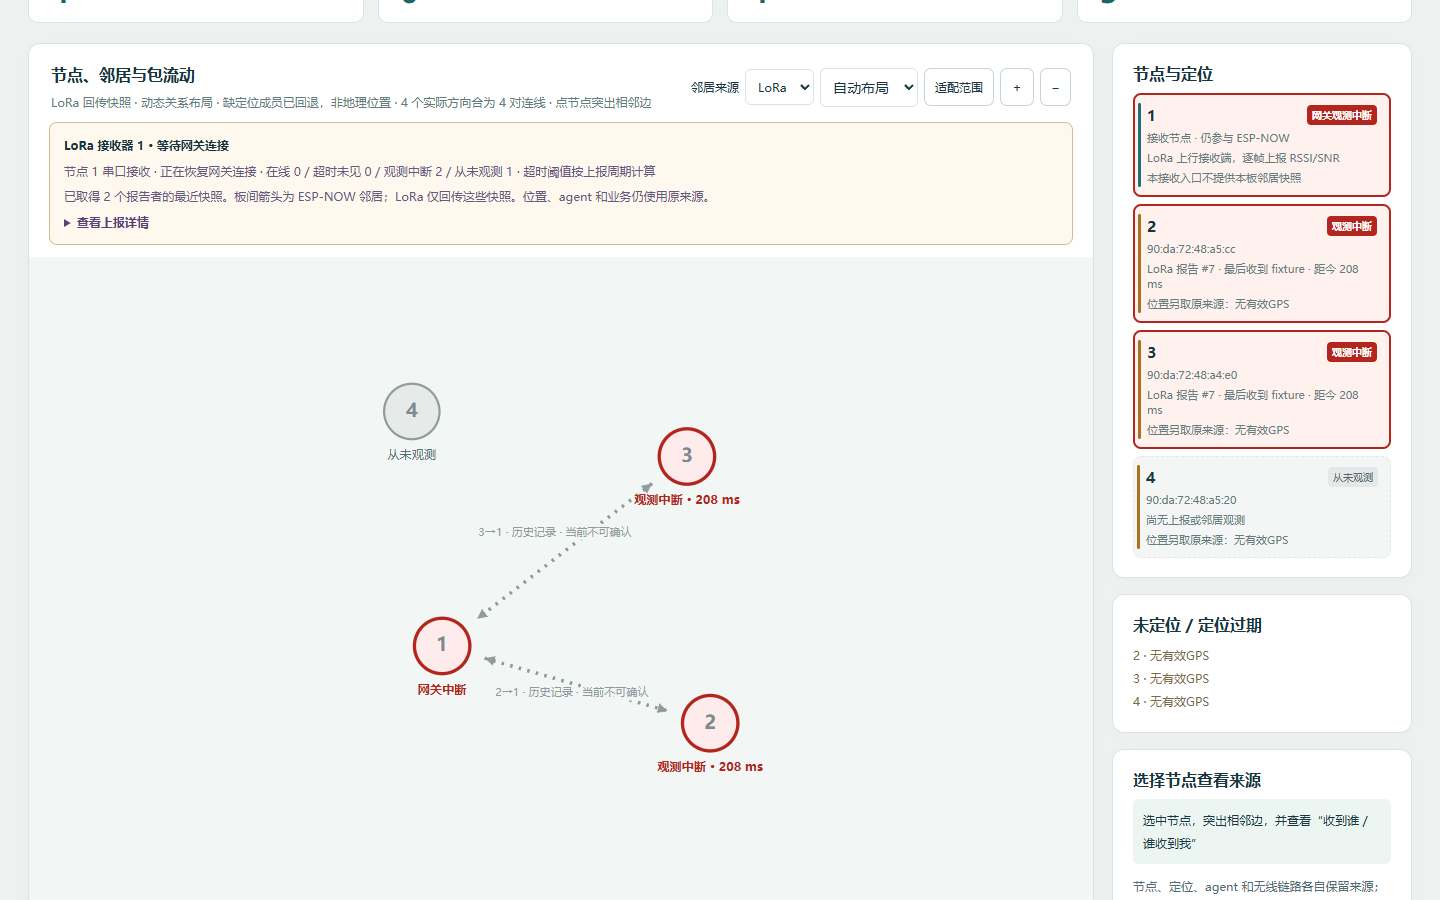 节点、邻居与包流动
LoRa 回传快照 · 动态关系布局 · 缺定位成员已回退，非地理位置 · 4 个实际方向合为 4 对连线 · 点节点突出相邻边
邻居来源
LoRa
自动布局
适配范围
+
−
LoRa 接收器 1 · 等待网关连接
节点 1 串口接收 · 正在恢复网关连接 · 在线 0 / 超时未见 0 / 观测中断 2 / 从未观测 1 · 超时阈值按上报周期计算
已取得 2 个报告者的最近快照。板间箭头为 ESP-NOW 邻居；LoRa 仅回传这些快照。位置、agent 和业务仍使用原来源。
▶ 查看上报详情
4
从未观测
3
观测中断 · 208 ms
3→1 · 历史记录 · 当前不可确认
1
网关中断
2→1 · 历史记录 · 当前不可确认
2
观测中断 · 208 ms
节点与定位
1
网关观测中断
接收节点 · 仍参与 ESP-NOW
LoRa 上行接收端，逐帧上报 RSSI/SNR
本接收入口不提供本板邻居快照
2
观测中断
90:da:72:48:a5:cc
LoRa 报告 #7 · 最后收到 fixture · 距今 208
ms
位置另取原来源：无有效GPS
3
观测中断
90:da:72:48:a4:e0
LoRa 报告 #7 · 最后收到 fixture · 距今 208
ms
位置另取原来源：无有效GPS
4
从未观测
90:da:72:48:a5:20
尚无上报或邻居观测
位置另取原来源：无有效GPS
未定位 / 定位过期
2 · 无有效GPS
3 · 无有效GPS
4 · 无有效GPS
选择节点查看来源
选中节点，突出相邻边，并查看“收到谁 /
谁收到我”
节点、定位、agent 和无线链路各自保留来源；